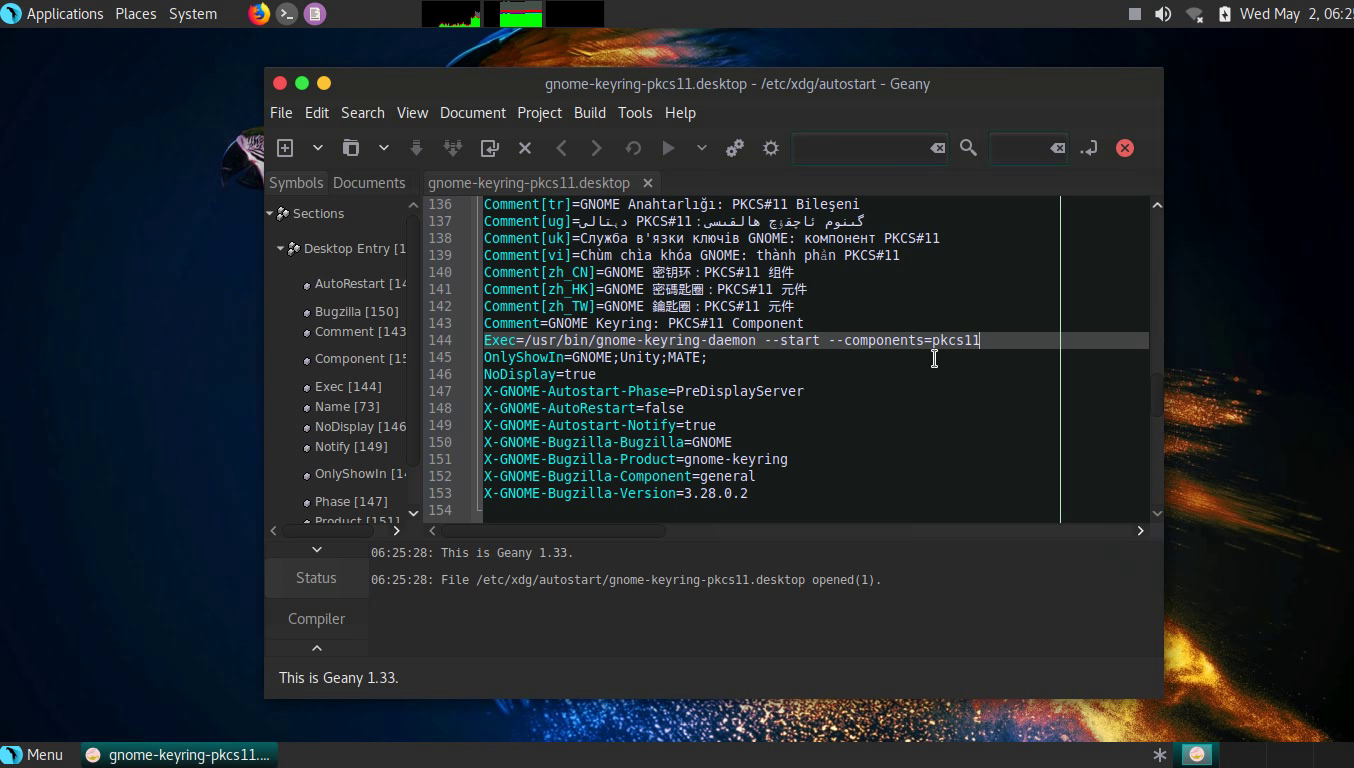 Applications Places System
Wed May 2, 06:25
gnome-keyring-pkcs11.desktop - /etc/xdg/autostart - Geany
File Edit Search View Document Project Build Tools Help
Symbols Documents
gnome-keyring-pkcs11.desktop
Sections
Desktop Entry [1
AutoRestart [14
Bugzilla [150]
Comment [143
Component [15
Exec [144]
Name [73]
NoDisplay [146
Notify [149]
OnlyShowIn [14
Phase [147]
Product [151]
136 Comment[tr]=GNOME Anahtarlığı: PKCS#11 Bileşeni
137 Comment[ug]= PKCS#11
138 Comment[uk]=Служба в'язки ключів GNOME: компонент PKCS#11
139 Comment[vi]=Chùm chìa khóa GNOME: thành phần PKCS#11
140 Comment[zh_CN]=GNOME 密钥环：PKCS#11 组件
141 Comment[zh_HK]=GNOME 密碼匙圈：PKCS#11 元件
142 Comment[zh_TW]=GNOME 鑰匙圈：PKCS#11 元件
143 Comment=GNOME Keyring: PKCS#11 Component
144 Exec=/usr/bin/gnome-keyring-daemon --start --components=pkcs11
145 OnlyShowIn=GNOME;Unity;MATE;
146 NoDisplay=true
147 X-GNOME-Autostart-Phase=PreDisplayServer
148 X-GNOME-AutoRestart=false
149 X-GNOME-Autostart-Notify=true
150 X-GNOME-Bugzilla-Bugzilla=GNOME
151 X-GNOME-Bugzilla-Product=gnome-keyring
152 X-GNOME-Bugzilla-Component=general
153 X-GNOME-Bugzilla-Version=3.28.0.2
154
Status
Compiler
06:25:28: This is Geany 1.33.
06:25:28: File /etc/xdg/autostart/gnome-keyring-pkcs11.desktop opened(1).
This is Geany 1.33.
Menu
gnome-keyring-pkcs11....